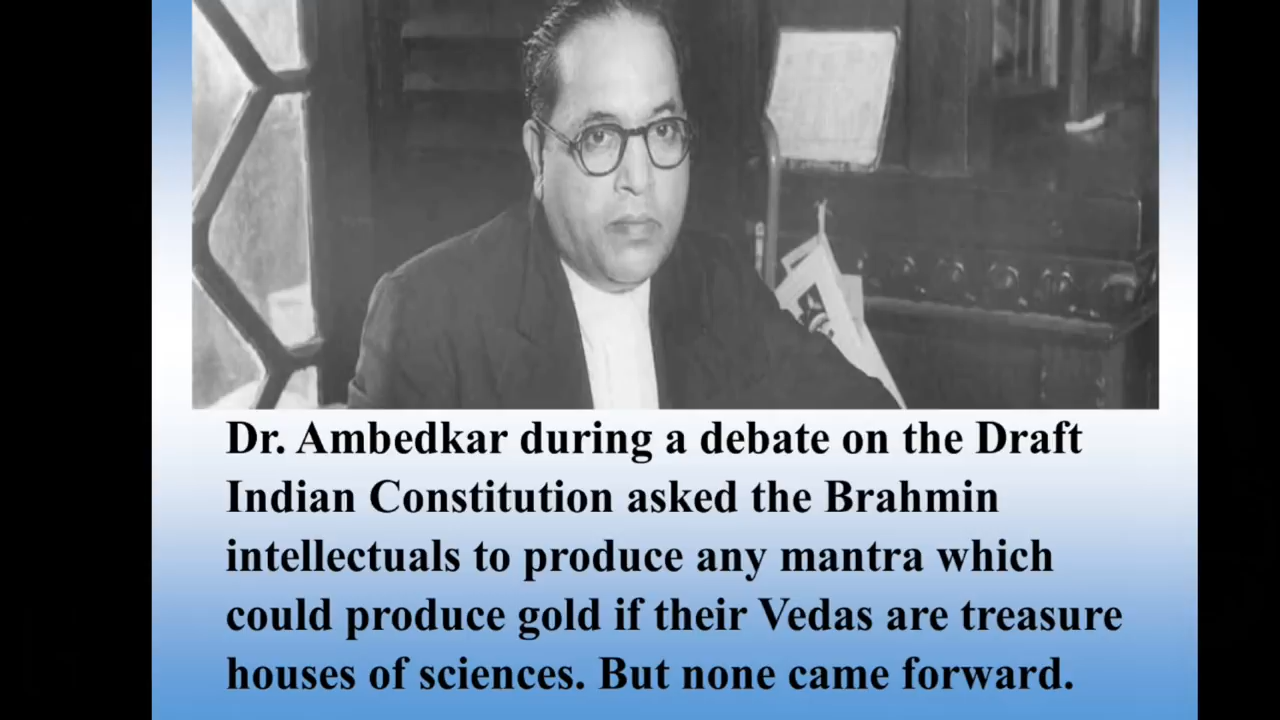 Dr. Ambedkar during a debate on the Draft
Indian Constitution asked the Brahmin
intellectuals to produce any mantra which
could produce gold if their Vedas are treasure
houses of sciences. But none came forward.